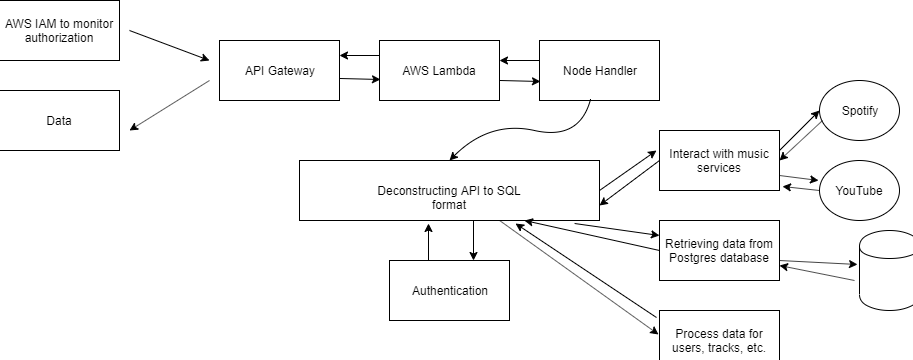 AWS IAM to monitor
authorization
API Gateway
AWS Lambda
Node Handler
Data
Spotify
Interact with music
services
YouTube
Deconstructing API to SQL
format
Retrieving data from
Postgres database
Authentication
Process data for
users, tracks, etc.